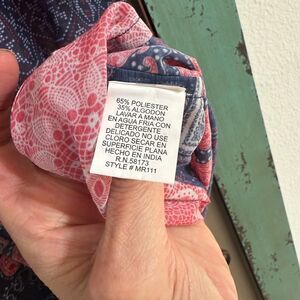 65% POLIESTER
35% ALGODON
LAVAR A MANO
EN AGUA FRIA CON
DETERGENTE
DELICADO NO USE
CLORO SECAR EN
SUPERFICIE PLANA
HECHO EN INDIA
R.N.58173
STYLE # MR111